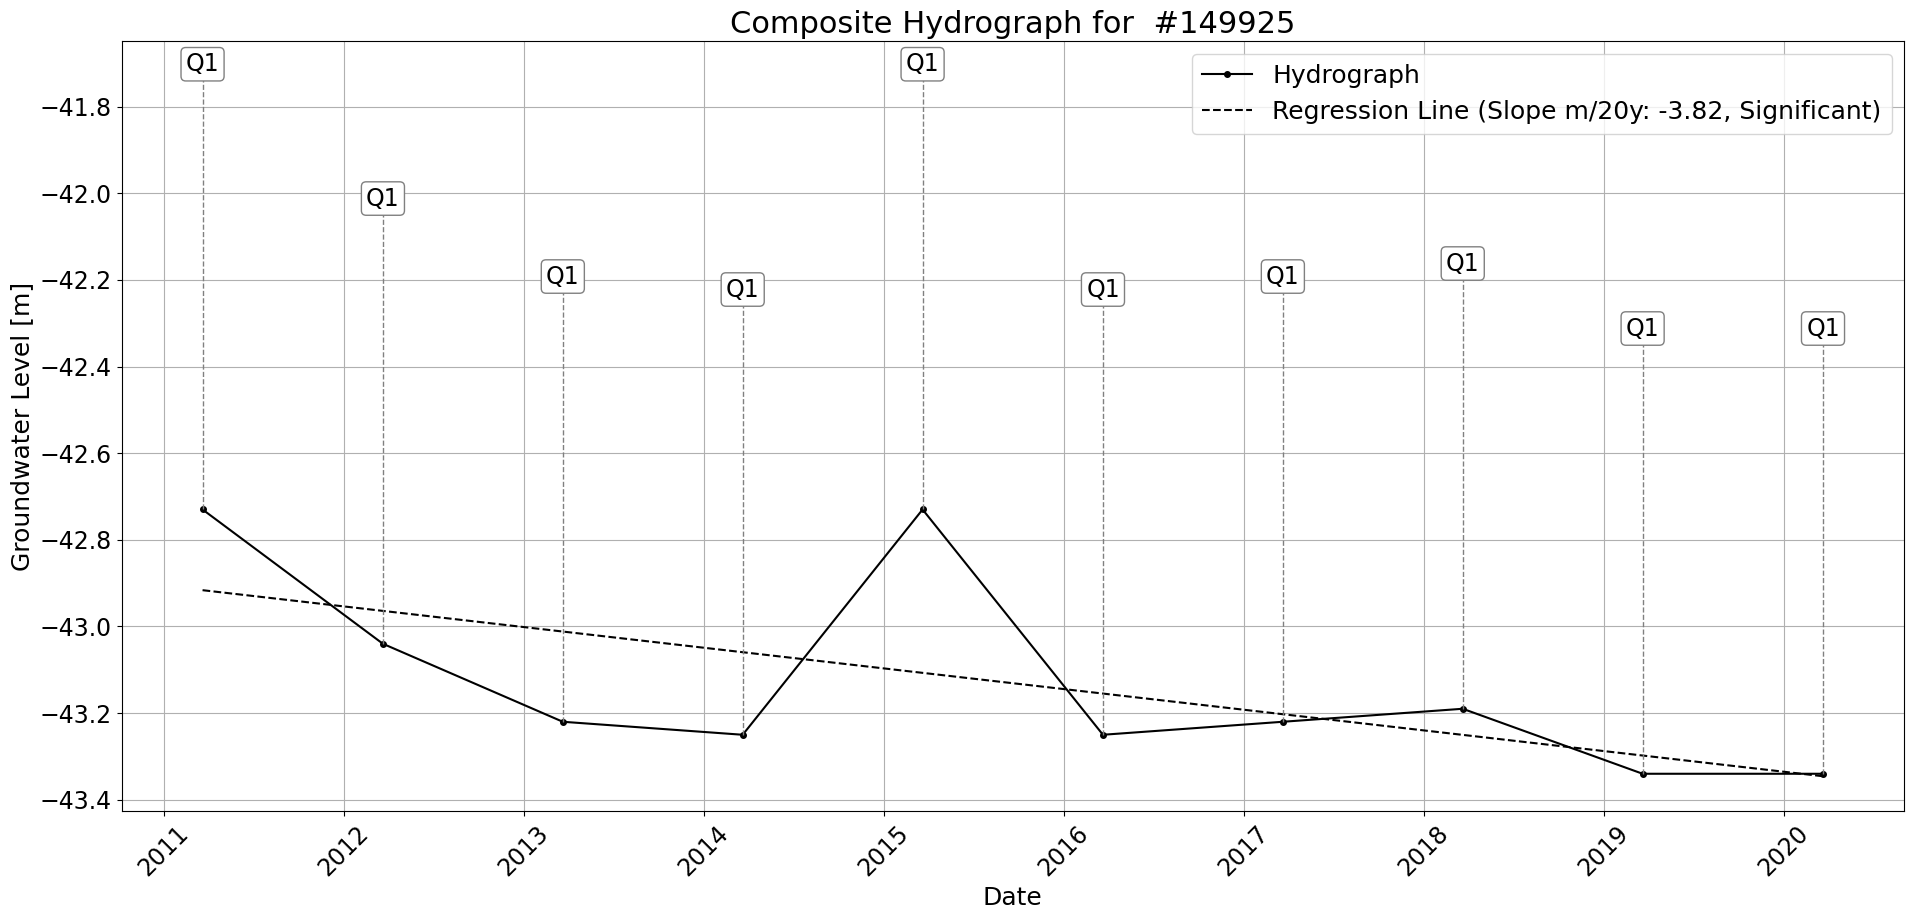 Composite Hydrograph for  #149925
Hydrograph
Regression Line (Slope m/20y: -3.82, Significant)
Q1
Q1
Q1
Q1
Q1
Q1
Q1
Q1
Q1
Q1
Groundwater Level [m]
−41.8
−42.0
−42.2
−42.4
−42.6
−42.8
−43.0
−43.2
−43.4
2011
2012
2013
2014
2015
2016
2017
2018
2019
2020
Date